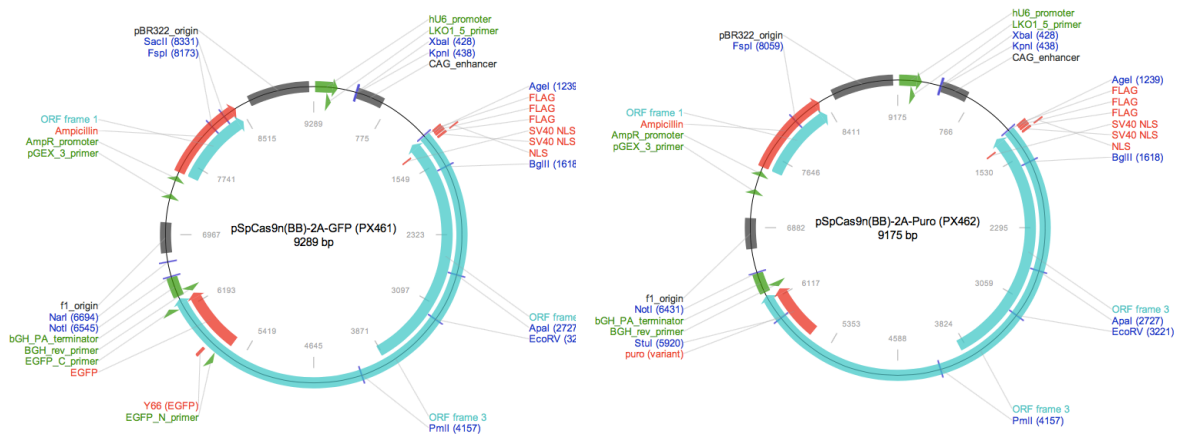 hU6_promoter
LKO1_5_primer
XbaI (428)
KpnI (438)
CAG_enhancer
AgeI (1239
FLAG
FLAG
FLAG
SV40 NLS
SV40 NLS
NLS
BglII (1618)
ORF frame 3
ApaI (2727
EcoRV (32
ORF frame 3
PmlI (4157)
pBR322_origin
SacII (8331)
FspI (8173)
ORF frame 1
Ampicillin
AmpR_promoter
pGEX_3_primer
f1_origin
NarI (6694)
NotI (6545)
bGH_PA_terminator
BGH_rev_primer
EGFP_C_primer
EGFP
Y66 (EGFP)
EGFP_N_primer
9289
775
1549
2323
3097
3871
4645
5419
6193
6967
7741
8515
pSpCas9n(BB)-2A-GFP (PX461)
9289 bp
hU6_promoter
LKO1_5_primer
XbaI (428)
KpnI (438)
CAG_enhancer
AgeI (1239)
FLAG
FLAG
FLAG
SV40 NLS
SV40 NLS
NLS
BglII (1618)
ORF frame 3
ApaI (2727)
EcoRV (3221)
ORF frame 3
PmlI (4157)
pBR322_origin
FspI (8059)
ORF frame 1
Ampicillin
AmpR_promoter
pGEX_3_primer
f1_origin
NotI (6431)
bGH_PA_terminator
BGH_rev_primer
StuI (5920)
puro (variant)
9175
766
1530
2295
3059
3824
4588
5353
6117
6882
7646
8411
pSpCas9n(BB)-2A-Puro (PX462)
9175 bp